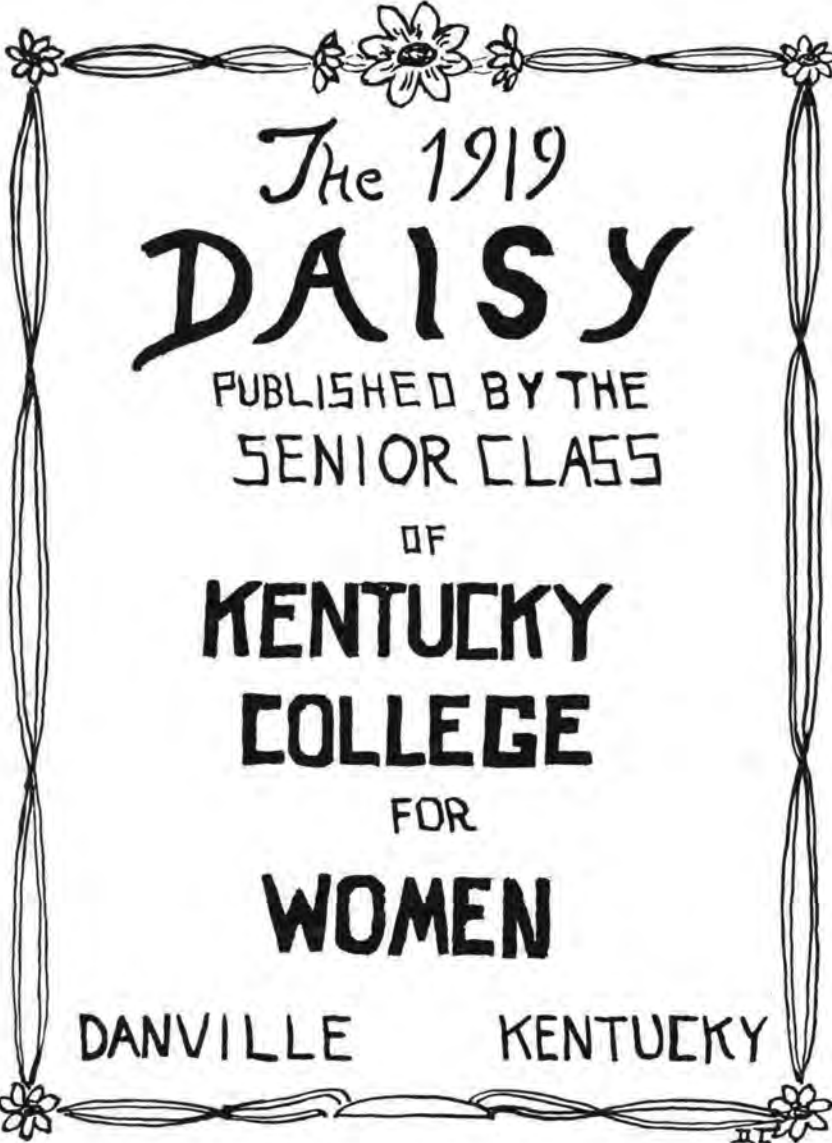 The 1919
DAISY
PUBLISHED BY THE
SENIOR CLASS
OF
KENTUCKY
COLLEGE
FOR
WOMEN
DANVILLE KENTUCKY